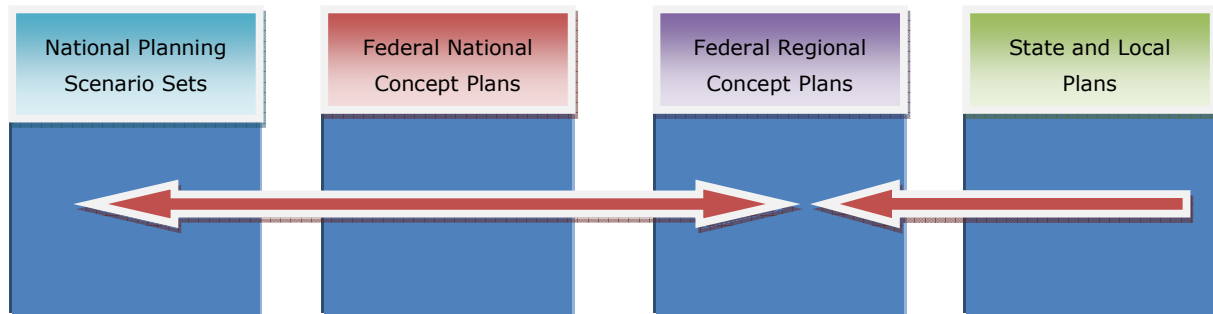 National Planning
Scenario Sets
Federal National
Concept Plans
Federal Regional
Concept Plans
State and Local
Plans